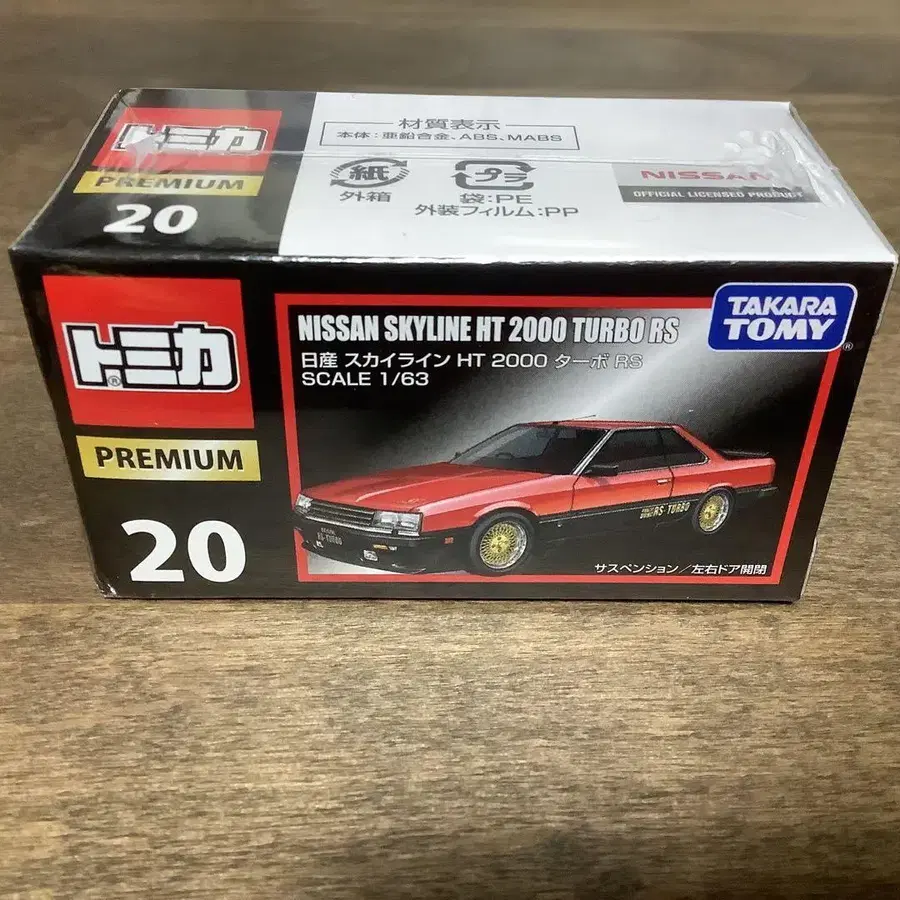 トミカ
PREMIUM
20
材質表示
本体:亜鉛合金、ABS、MABS
紙
外箱
プラ
袋:PE
外装フィルム:PP
NISSAN
OFFICIAL LICENSED PRODUCT
トミカ®
PREMIUM
20
NISSAN SKYLINE HT 2000 TURBO RS
日産 スカイライン HT 2000 ターボ RS
SCALE 1/63
TAKARA
TOMY®
RS-TURBO
RS-TURBO
サスペンション/左右ドア開閉